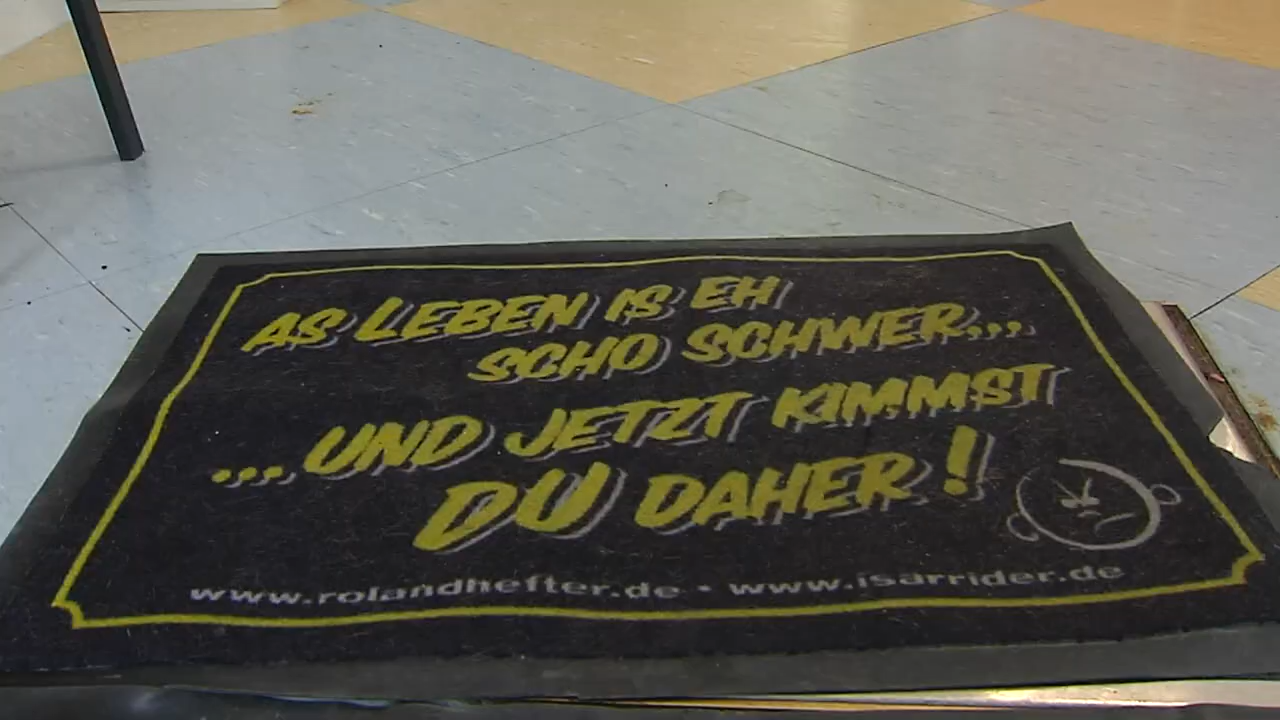 AS LEBEN IS EH
SCHO SCHWER...
...UND JETZT KIMMST
DU DAHER!
www.rolandhefter.de • www.isarrider.de